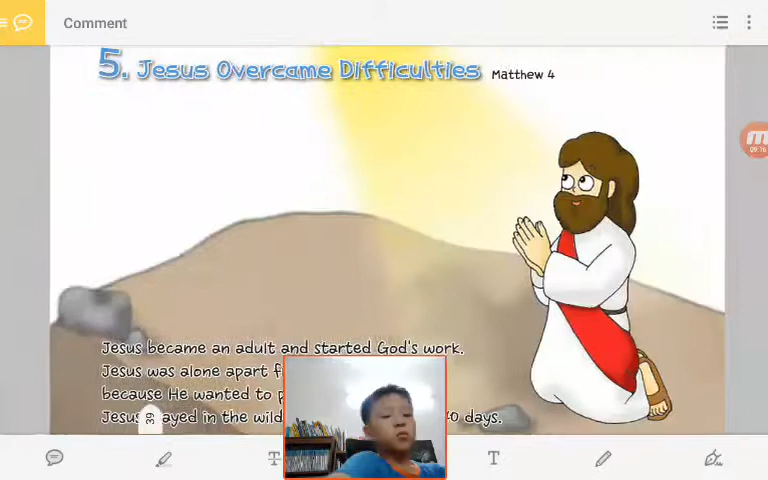 Comment
5. Jesus Overcame Difficulties Matthew 4
Jesus became an adult and started God's work.
Jesus was alone apart
because He wanted to
Jesus ayed in the wild 40 days.
39
M
T
T